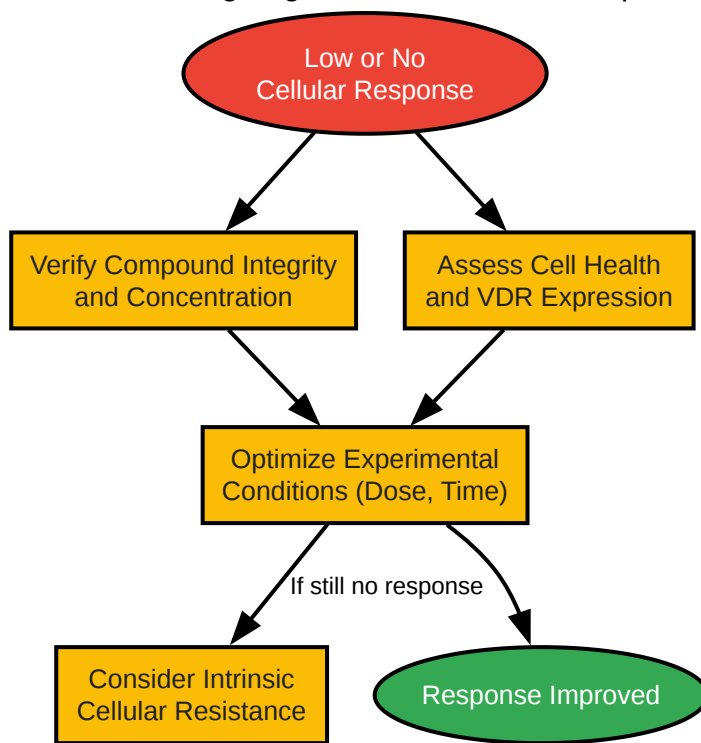 Low or No
Cellular Response
Verify Compound Integrity
and Concentration
Assess Cell Health
and VDR Expression
Optimize Experimental
Conditions (Dose, Time)
If still no response
Consider Intrinsic
Cellular Resistance
Response Improved